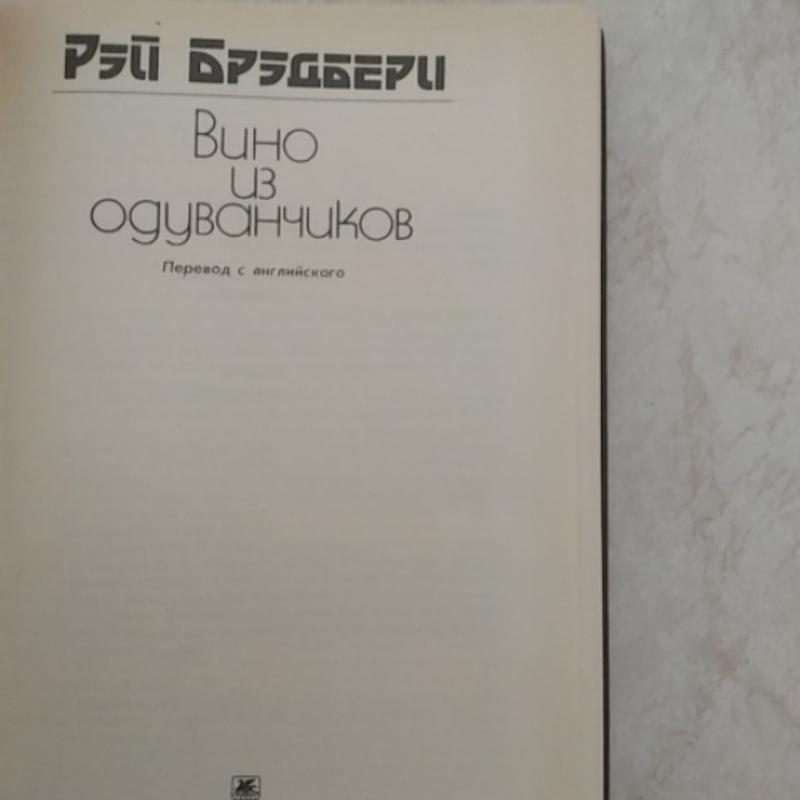 Рэй Брэдбери
Вино
из
одуванчиков
Перевод с английского